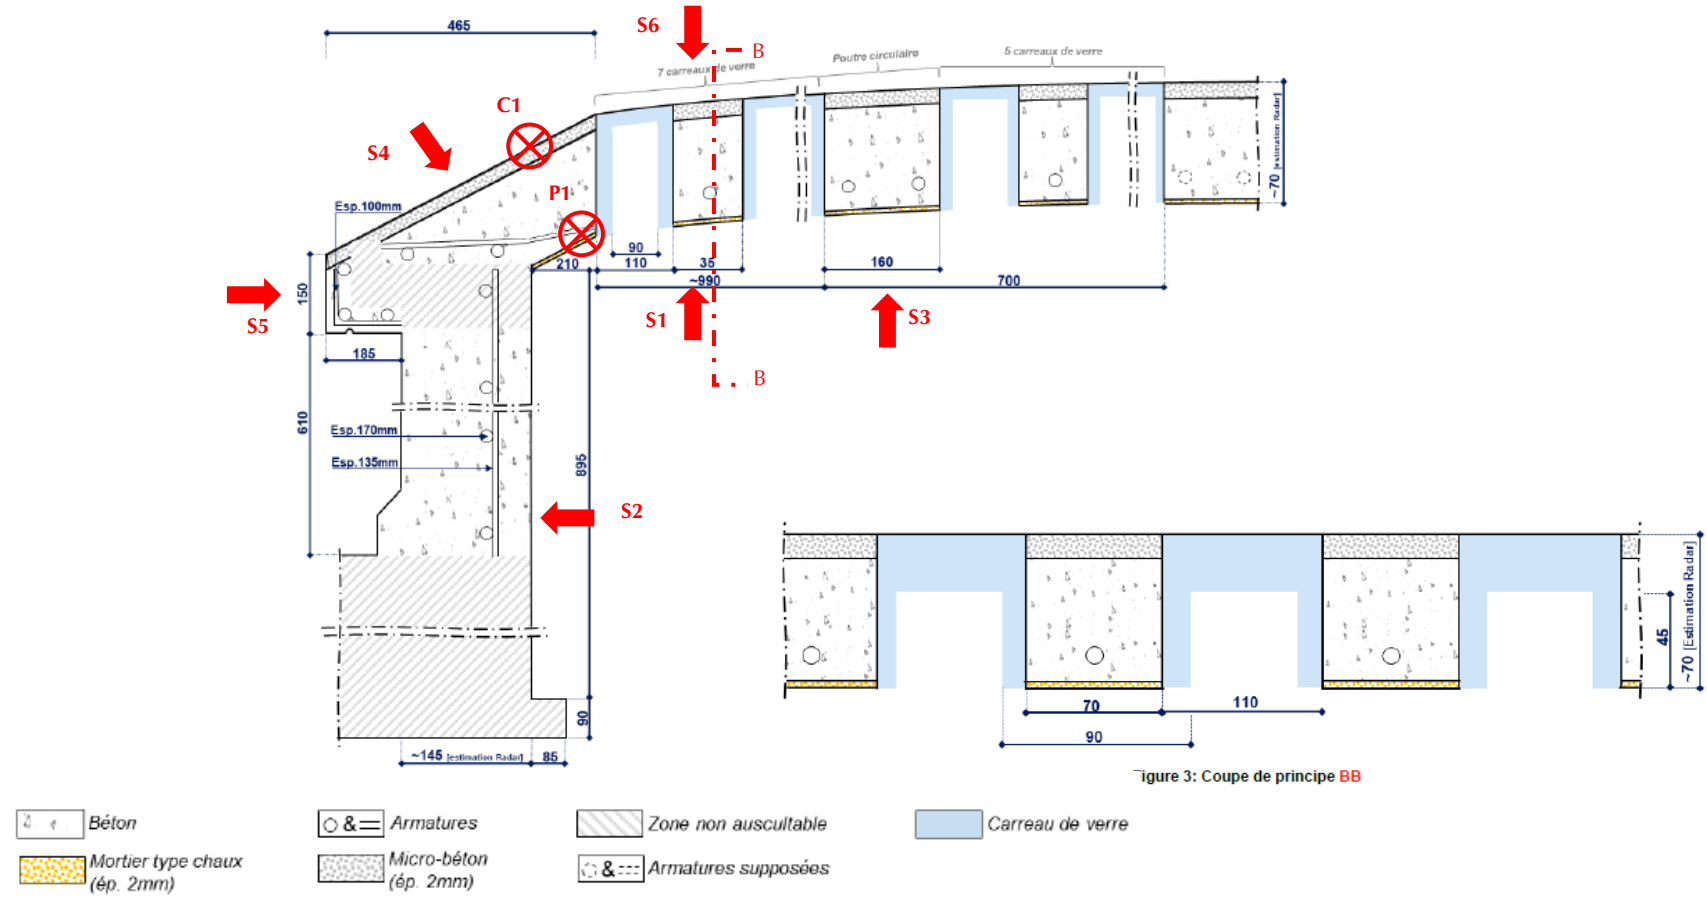 465
S6
B
7 carreaux de verre
Poutre circulaire
5 carreaux de verre
C1
S4
P1
~70 [estimation Radar]
Esp.100mm
90
210
110
35
160
~990
700
150
S5
S1
S3
185
B
610
Esp.170mm
Esp.135mm
895
S2
45
~70 [Estimation Radar]
70
110
90
90
~145 [estimation Radar]
85
igure 3: Coupe de principe BB
Béton
Armatures
Zone non auscultable
Carreau de verre
Mortier type chaux
(ép. 2mm)
Micro-béton
(ép. 2mm)
Armatures supposées
&
&